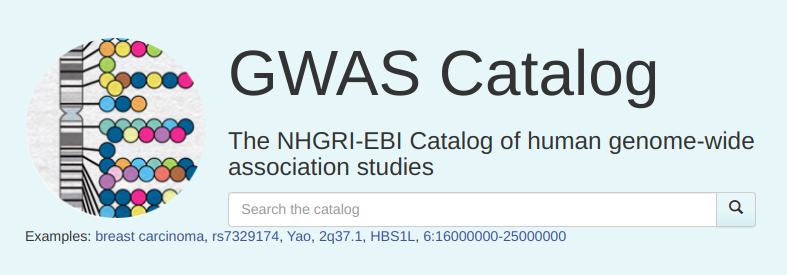 GWAS Catalog
The NHGRI-EBI Catalog of human genome-wide
association studies
Search the catalog
Examples: breast carcinoma, rs7329174, Yao, 2q37.1, HBS1L, 6:16000000-25000000